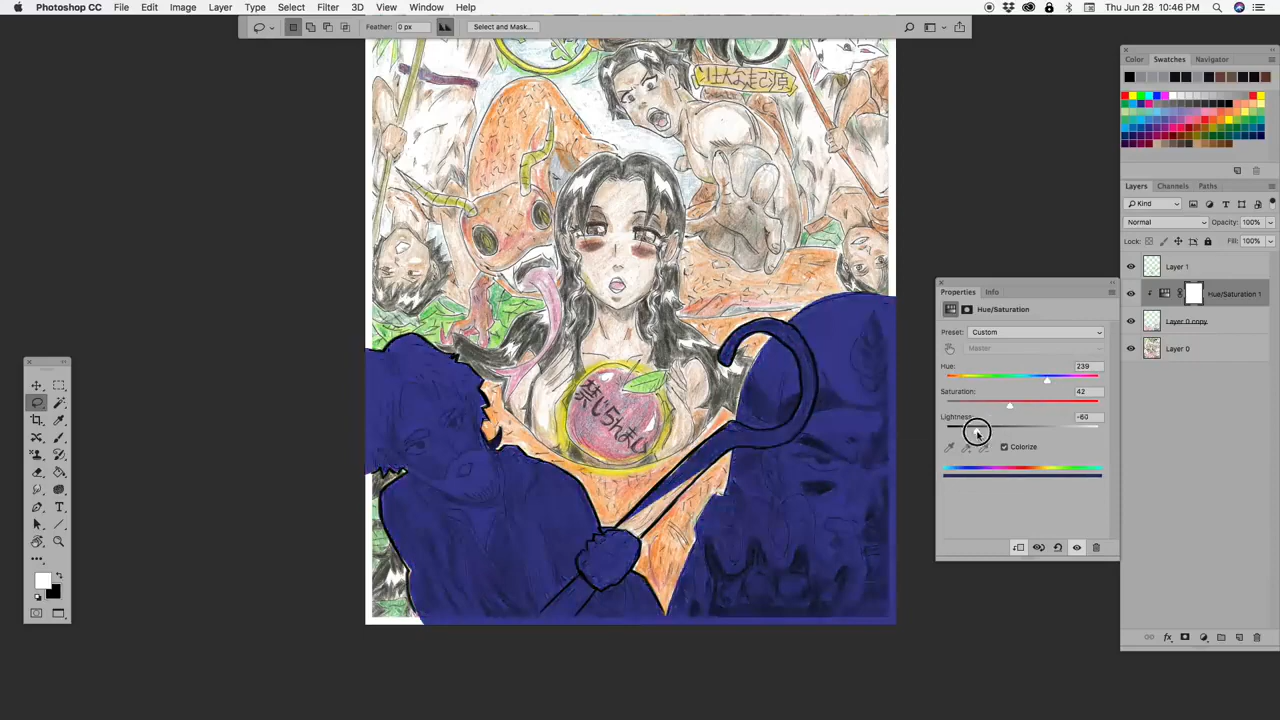 Photoshop CC File Edit Image Layer Type Select Filter 3D View Window Help Thu Jun 28 10:46 PM
Feather: 0 px Select and Mask...
Color Swatches Navigator
Layers Channels Paths
Kind
Normal Opacity: 100%
Lock: Fill: 100%
Layer 1
Hue/Saturation 1
Layer 0 copy
Layer 0
Properties Info
Hue/Saturation
Preset: Custom
Master
Hue: 239
Saturation: 42
Lightness: -60
Colorize